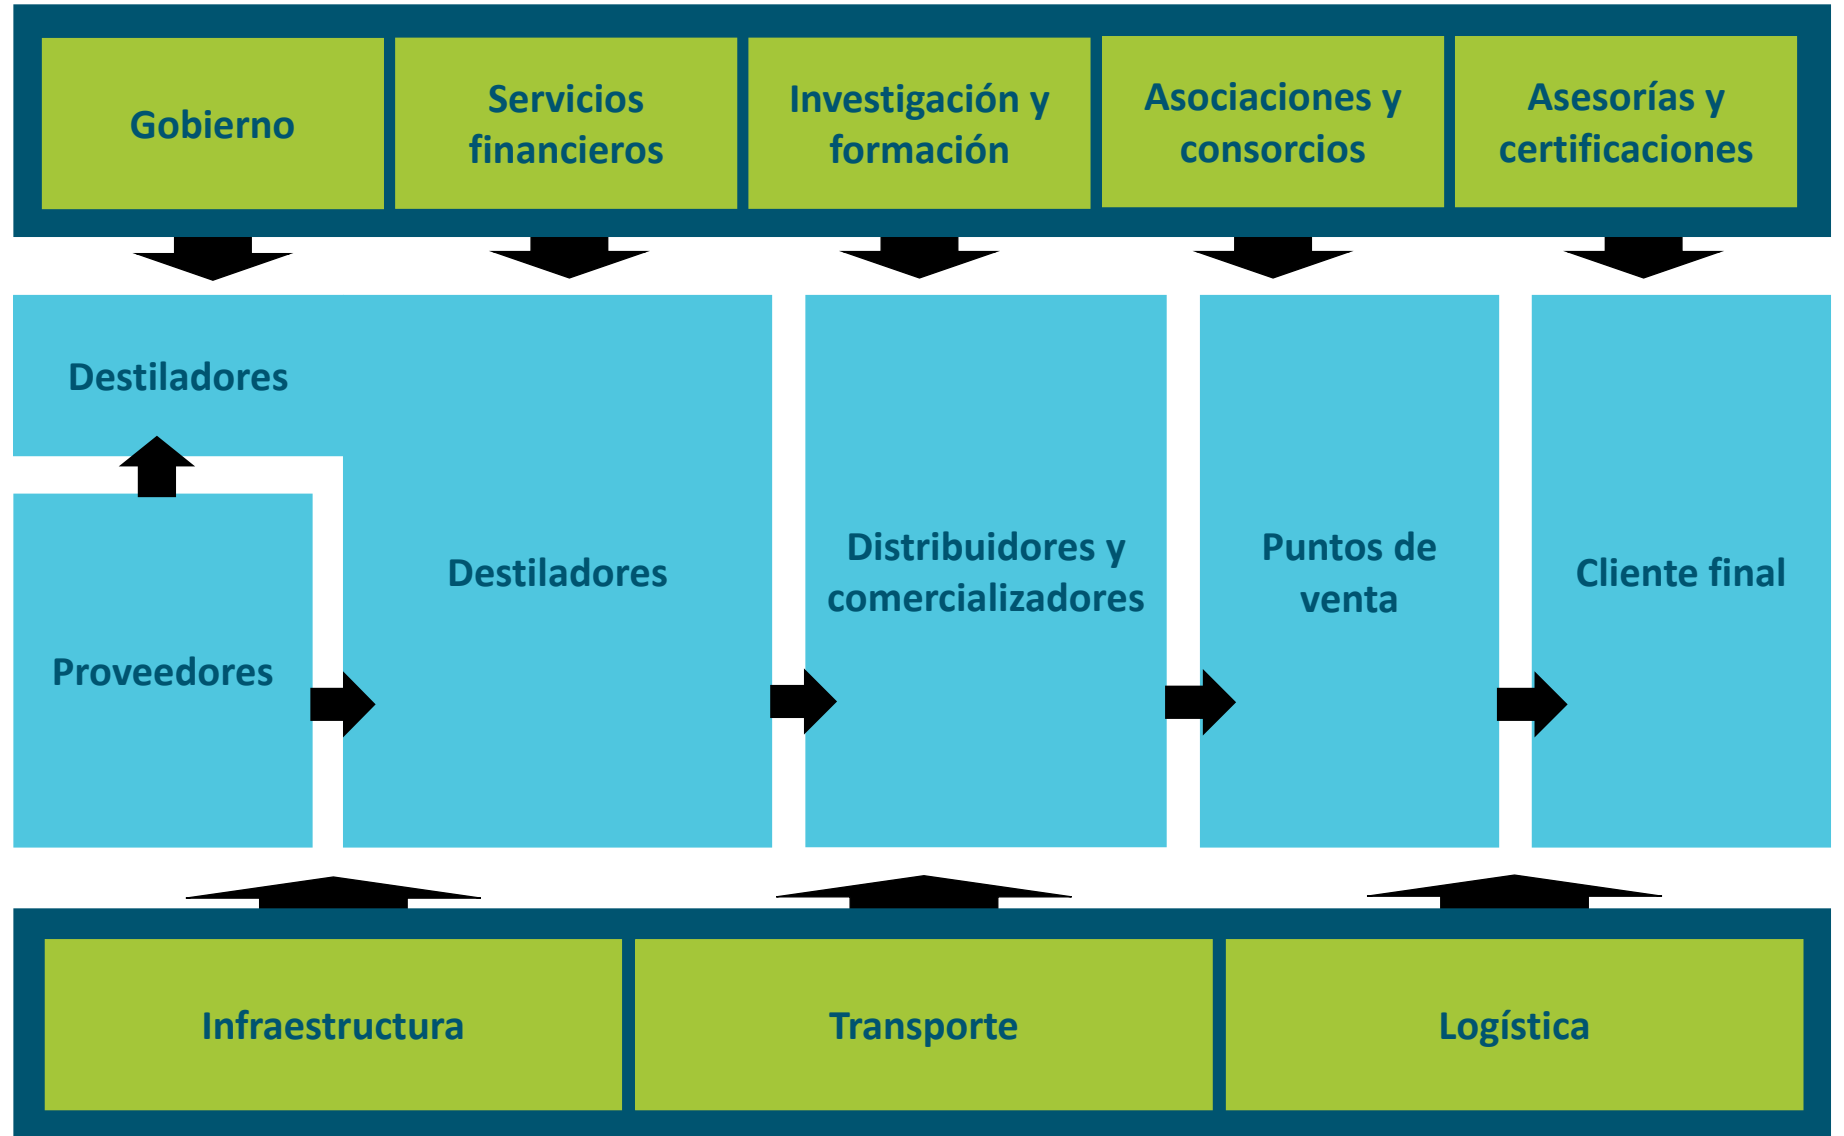 Gobierno
Servicios
financieros
Investigación y
formación
Asociaciones y
consorcios
Asesorías y
certificaciones
Destiladores
Proveedores
Destiladores
Distribuidores y
comercializadores
Puntos de
venta
Cliente final
Infraestructura
Transporte
Logística